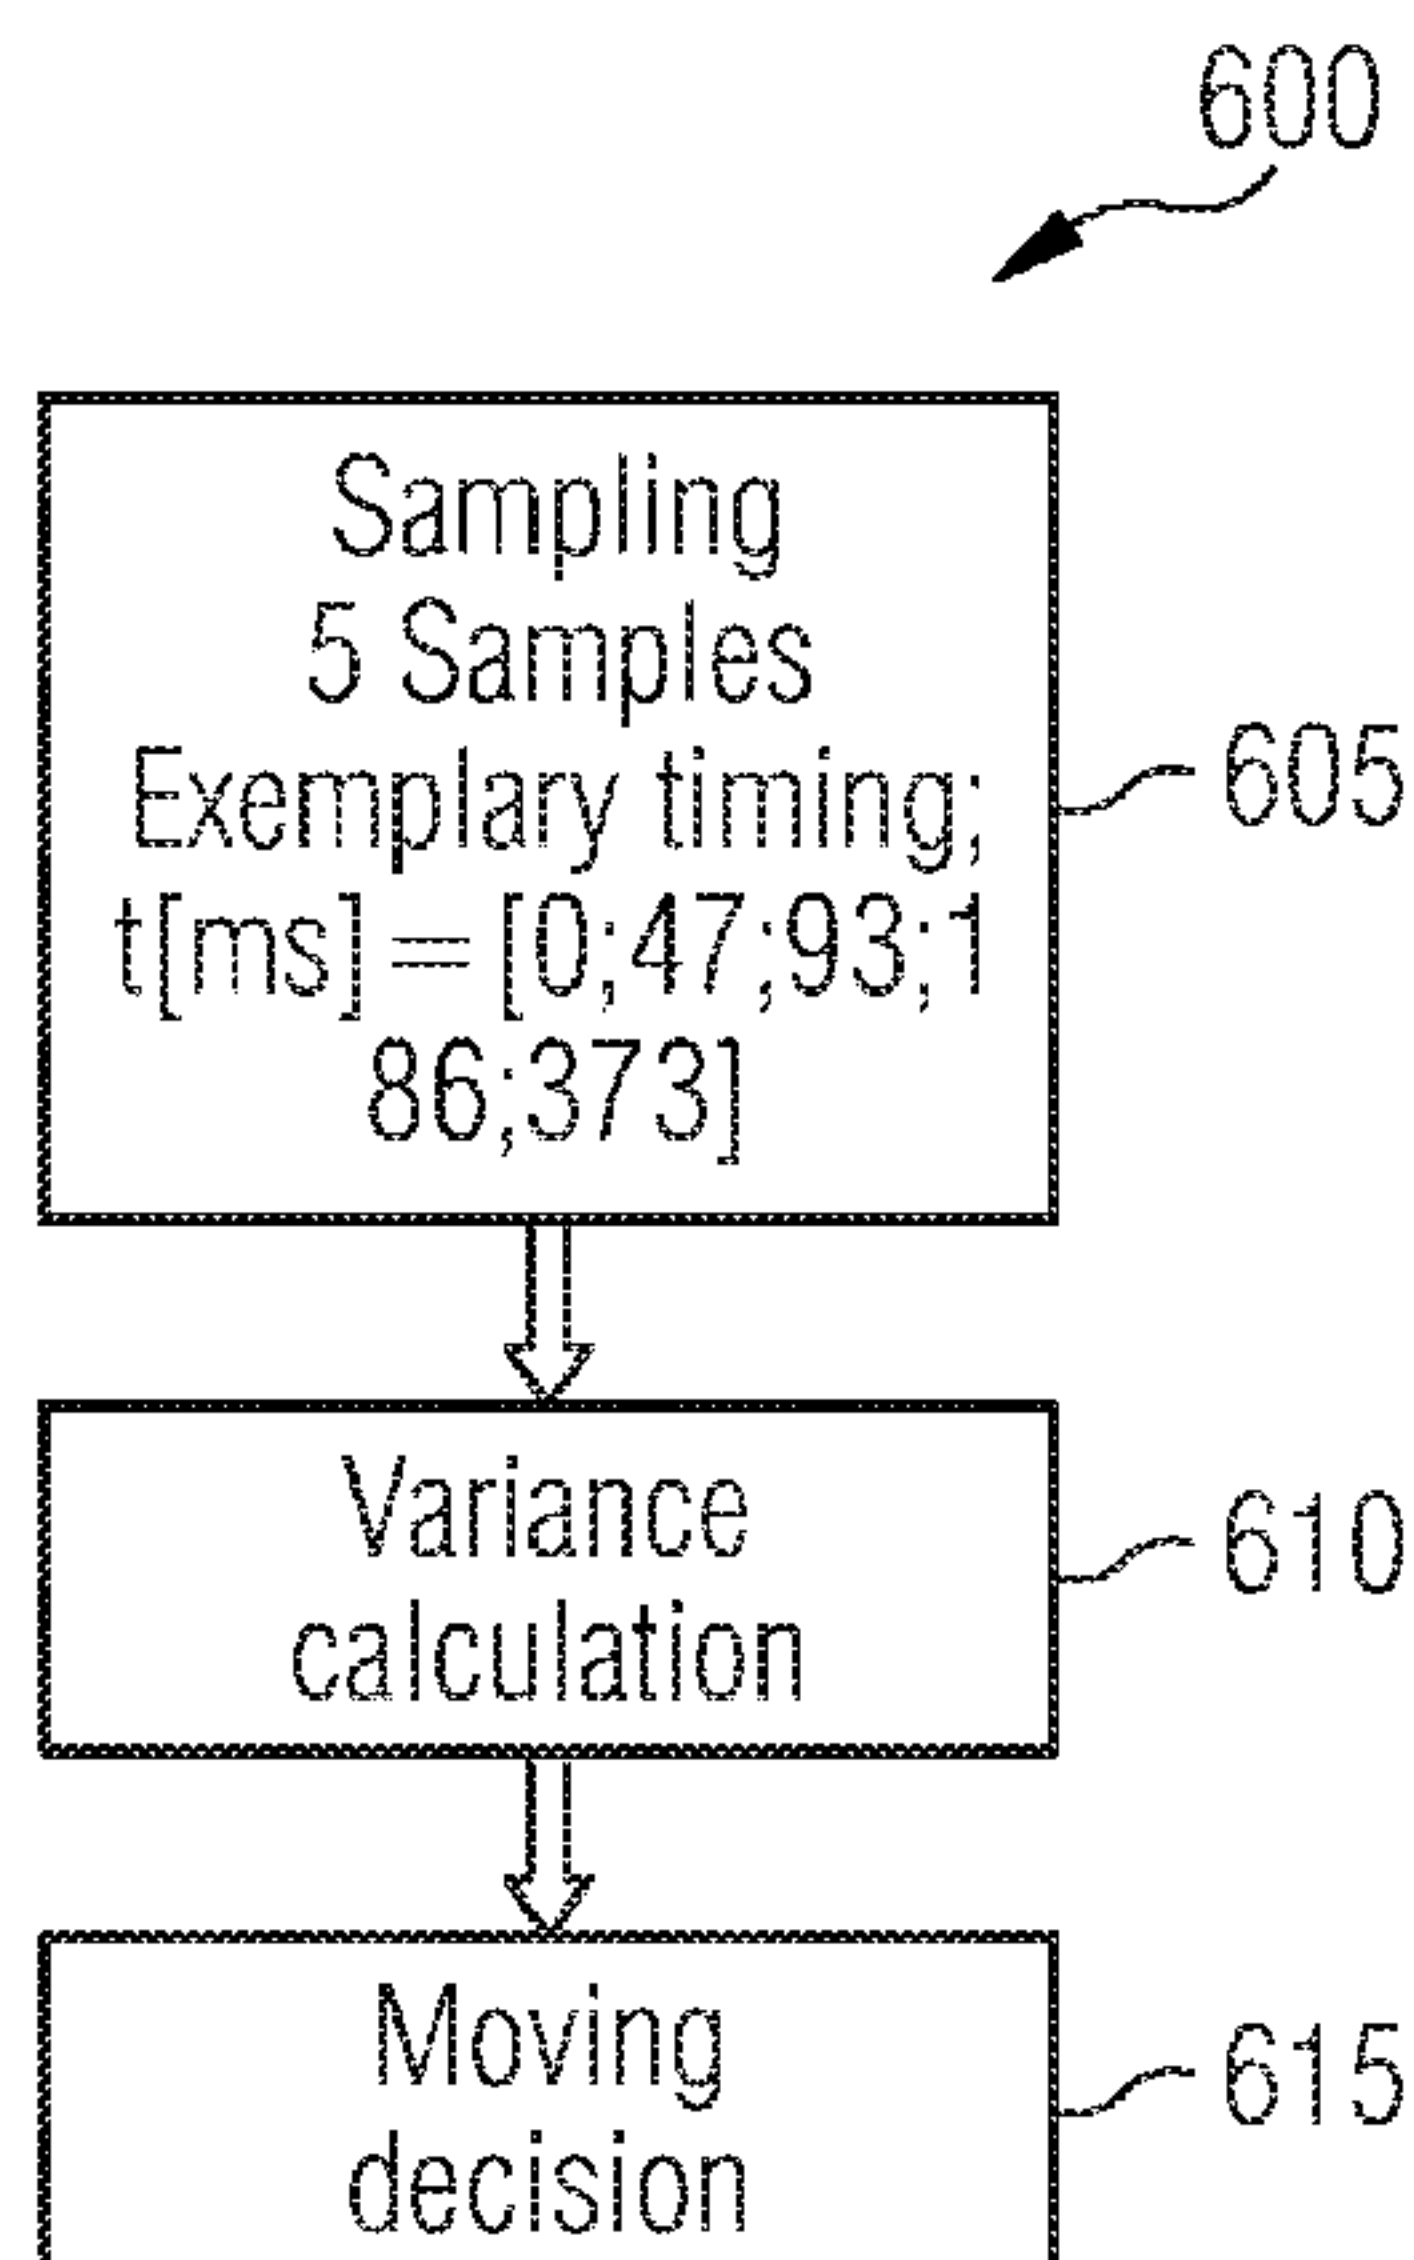 600
Sampling
5 Samples
Exemplary timing;
t[ms] = [0;47;93;1
86;373]
605
Variance
calculation
610
Moving
decision
615